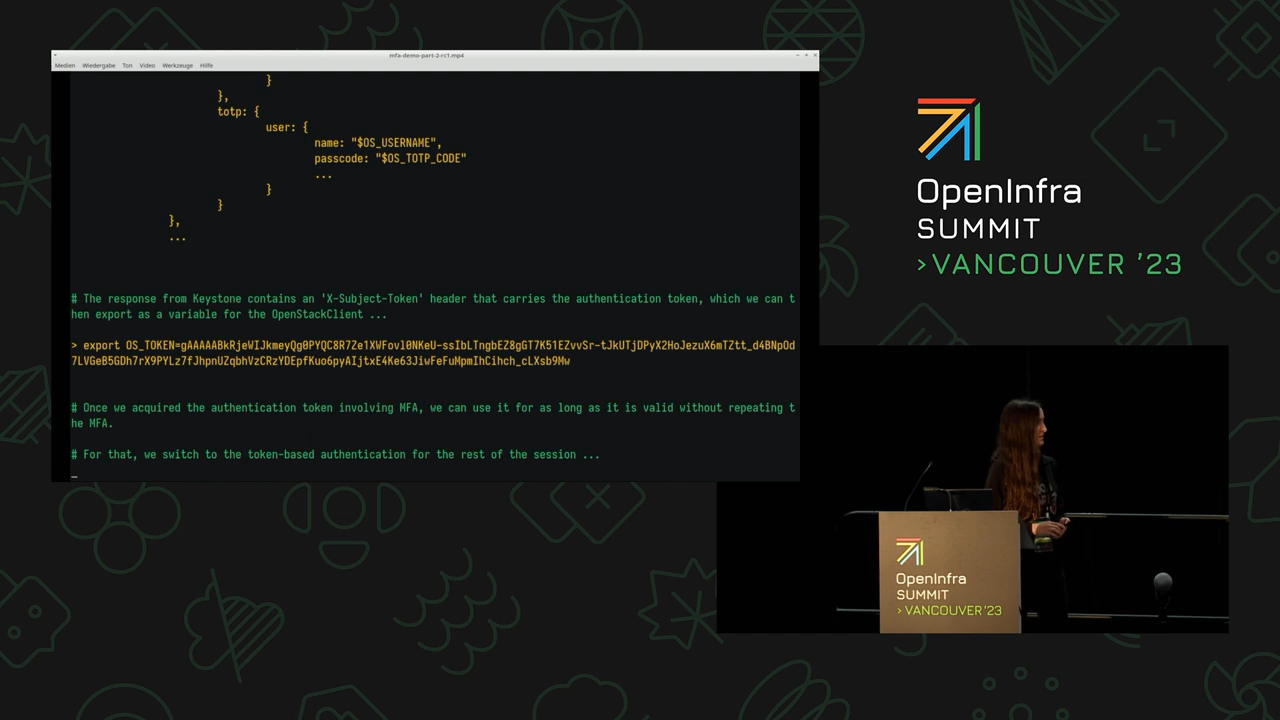 mfa-demo-part-2-rc1.mp4
Medien Wiedergabe Ton Video Werkzeuge Hilfe
}
},
totp: {
user: {
name: "$OS_USERNAME",
passcode: "$OS_TOTP_CODE"
...
}
}
},
...
# The response from Keystone contains an 'X-Subject-Token' header that carries the authentication token, which we can t
hen export as a variable for the OpenStackClient ...
> export OS_TOKEN=gAAAAABkRjeWIJkmeyQg0PYQC8R7Ze1XWFovl0NKeU-ssIbLTngbEZ8gGT7K51EZvvSr-tJkUTjDPyX2HoJezuX6mTZtt_d4BNpOd
7LVGeB5GDh7rX9PYLz7fJhpnUZqbhVzCRzYDEpfKuo6pyAIjtxE4Ke63JiwFeFuMpmIhCihch_cLXsb9Mw
# Once we acquired the authentication token involving MFA, we can use it for as long as it is valid without repeating t
he MFA.
# For that, we switch to the token-based authentication for the rest of the session ...
OpenInfra
SUMMIT
>VANCOUVER '23
OpenInfra
SUMMIT
>VANCOUVER '23